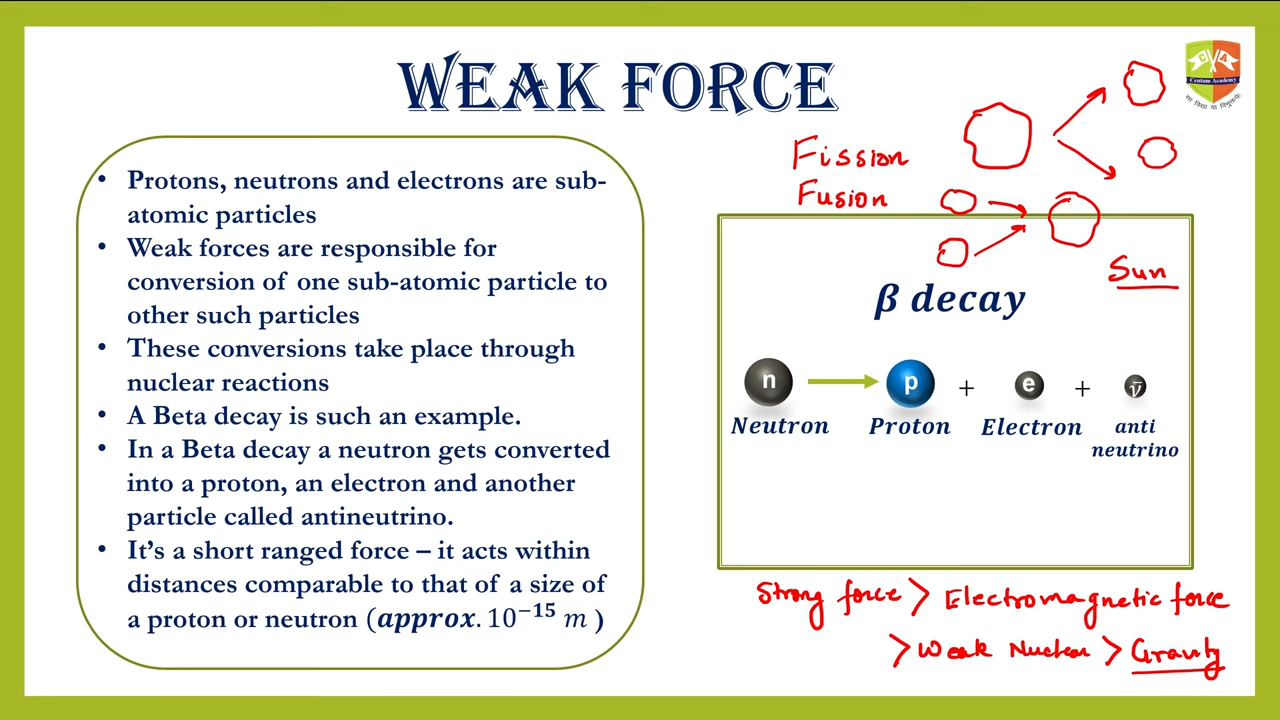 WEAK FORCE
Centum Academy
सा विद्या या विमुक्तये
Fission
Fusion
Sun
• Protons, neutrons and electrons are sub-
atomic particles
• Weak forces are responsible for
conversion of one sub-atomic particle to
other such particles
• These conversions take place through
nuclear reactions
• A Beta decay is such an example.
• In a Beta decay a neutron gets converted
into a proton, an electron and another
particle called antineutrino.
• It’s a short ranged force – it acts within
distances comparable to that of a size of
a proton or neutron (approx. 10⁻¹⁵ m )
β decay
n p + e + ν̅
Neutron Proton Electron anti
neutrino
Strong force > Electromagnetic force
> Weak Nuclear > Gravity